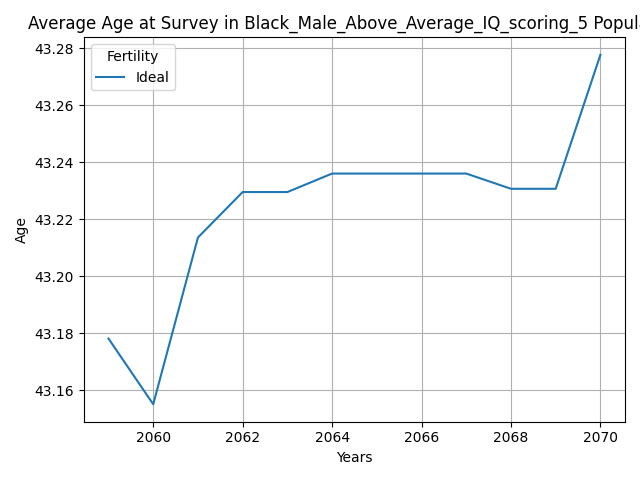 Average Age at Survey in Black_Male_Above_Average_IQ_scoring_5 Popul
Fertility
Ideal
43.28
43.26
43.24
43.22
43.20
43.18
43.16
Age
2060 2062 2064 2066 2068 2070
Years